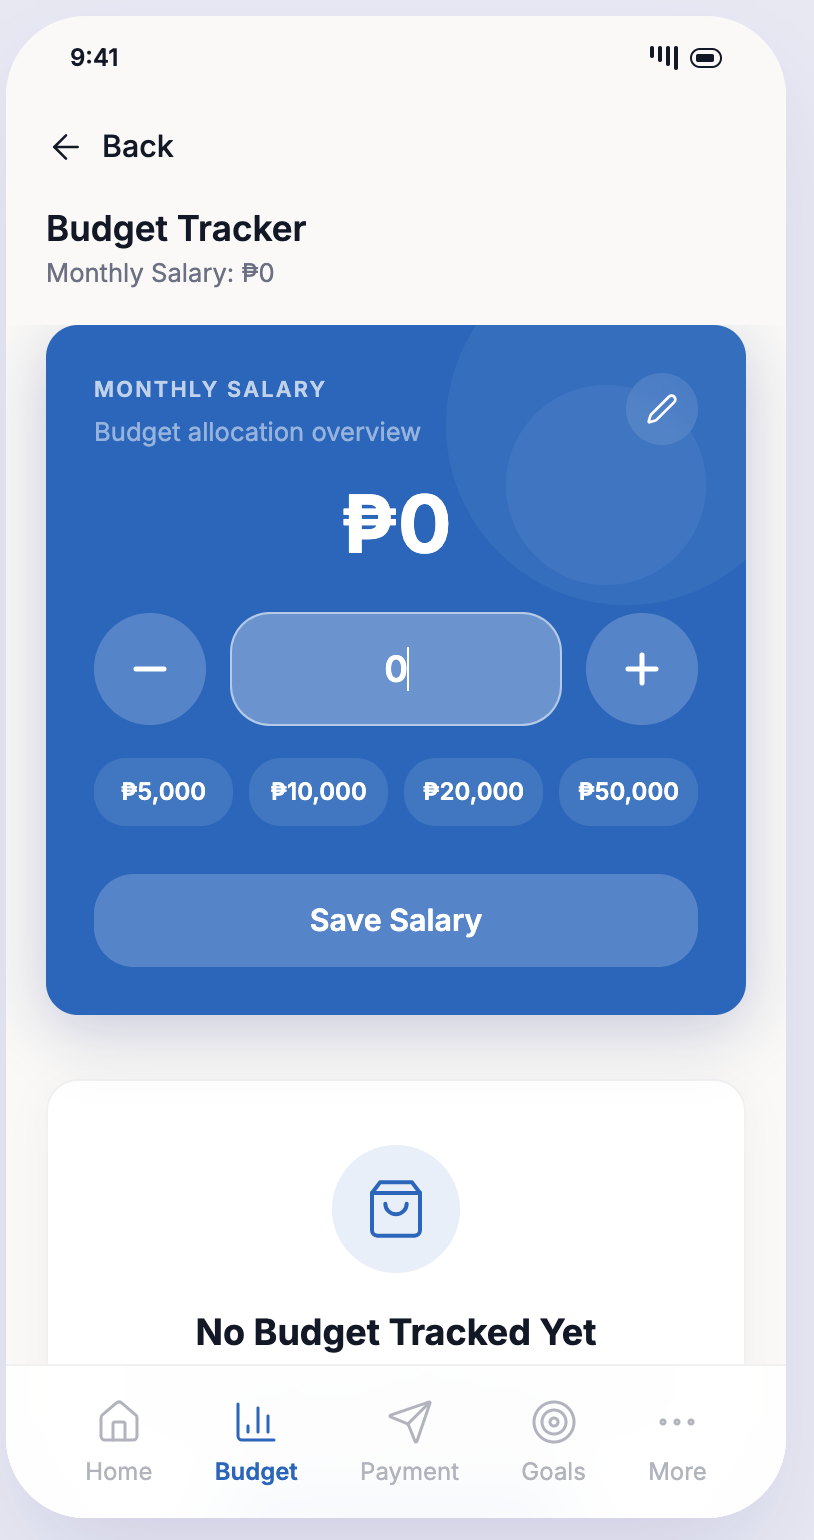 9:41
Back
Budget Tracker
Monthly Salary: ₱0
MONTHLY SALARY
Budget allocation overview
₱0
0
₱5,000 ₱10,000 ₱20,000 ₱50,000
Save Salary
No Budget Tracked Yet
Home Budget Payment Goals More